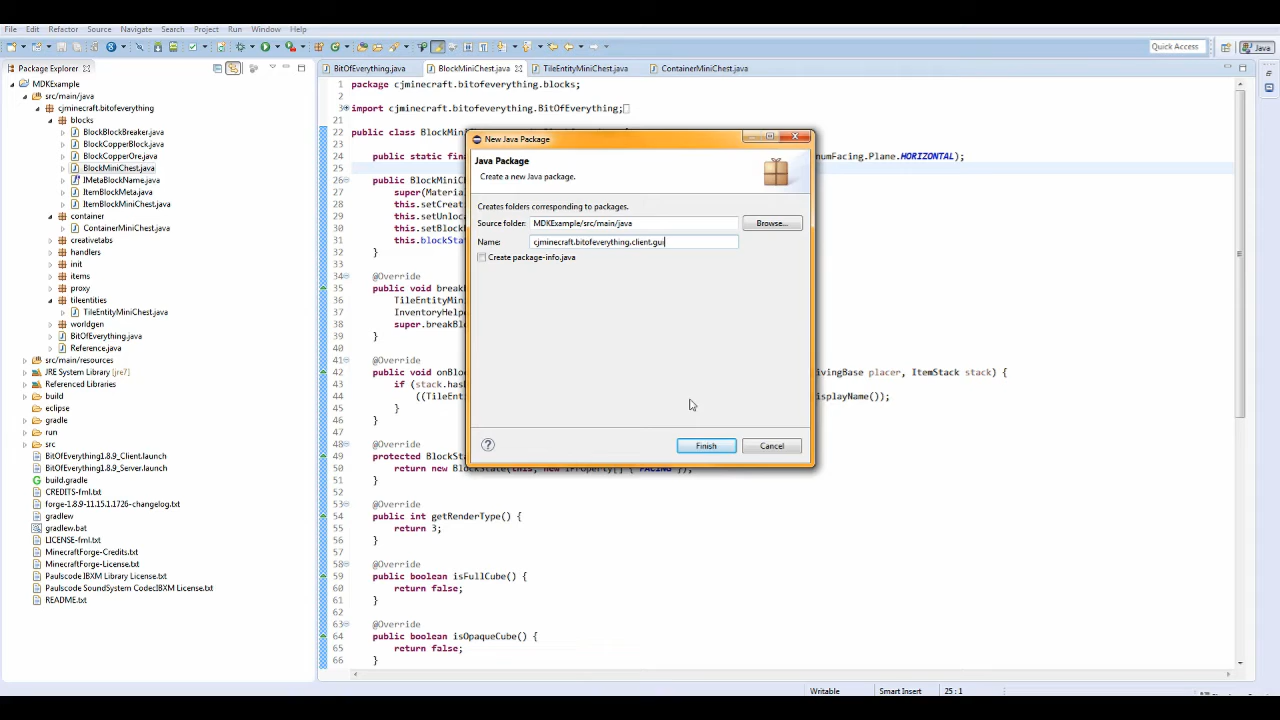 File Edit Refactor Source Navigate Search Project Run Window Help
Quick Access
Java
Package Explorer
BitOfEverything.java
BlockMiniChest.java
TileEntityMiniChest.java
ContainerMiniChest.java
MDKExample
src/main/java
cjminecraft.bitofeverything
blocks
BlockBlockBreaker.java
BlockCopperBlock.java
BlockCopperOre.java
BlockMiniChest.java
IMetaBlockName.java
ItemBlockMeta.java
ItemBlockMiniChest.java
container
ContainerMiniChest.java
creativetabs
handlers
init
items
proxy
tileentities
TileEntityMiniChest.java
worldgen
BitOfEverything.java
Reference.java
src/main/resources
JRE System Library [jre7]
Referenced Libraries
build
eclipse
gradle
run
src
BitOfEverything1.8.9_Client.launch
BitOfEverything1.8.9_Server.launch
build.gradle
CREDITS-fml.txt
forge-1.8.9-11.15.1.1726-changelog.txt
gradlew
gradlew.bat
LICENSE-fml.txt
MinecraftForge-Credits.txt
MinecraftForge-License.txt
Paulscode IBXM Library License.txt
Paulscode SoundSystem CodecIBXM License.txt
README.txt
1 package cjminecraft.bitofeverything.blocks;
2
3 import cjminecraft.bitofeverything.BitOfEverything;
21
22 public class BlockMini
24 public static fina numFacing.Plane.HORIZONTAL);
25
26 public BlockMiniCh
27 super(Materia
28 this.setCreat
29 this.setUnloc
30 this.setBlock
31 this.blockStat
32 }
33
34 @Override
35 public void breakB
36 TileEntityMin
37 InventoryHelpe
38 super.breakBlo
39 }
40
41 @Override
42 public void onBloc ivingBase placer, ItemStack stack) {
43 if (stack.has
44 ((TileEnti isplayName());
45 }
46 }
47
48 @Override
49 protected BlockSta
50 return new BlockState(this, new IProperty[] { FACING });
51 }
52
53 @Override
54 public int getRenderType() {
55 return 3;
56 }
57
58 @Override
59 public boolean isFullCube() {
60 return false;
61 }
62
63 @Override
64 public boolean isOpaqueCube() {
65 return false;
66 }
New Java Package
Java Package
Create a new Java package.
Creates folders corresponding to packages.
Source folder: MDKExample/src/main/java Browse...
Name: cjminecraft.bitofeverything.client.gui
Create package-info.java
Finish Cancel
Writable Smart Insert 25 : 1